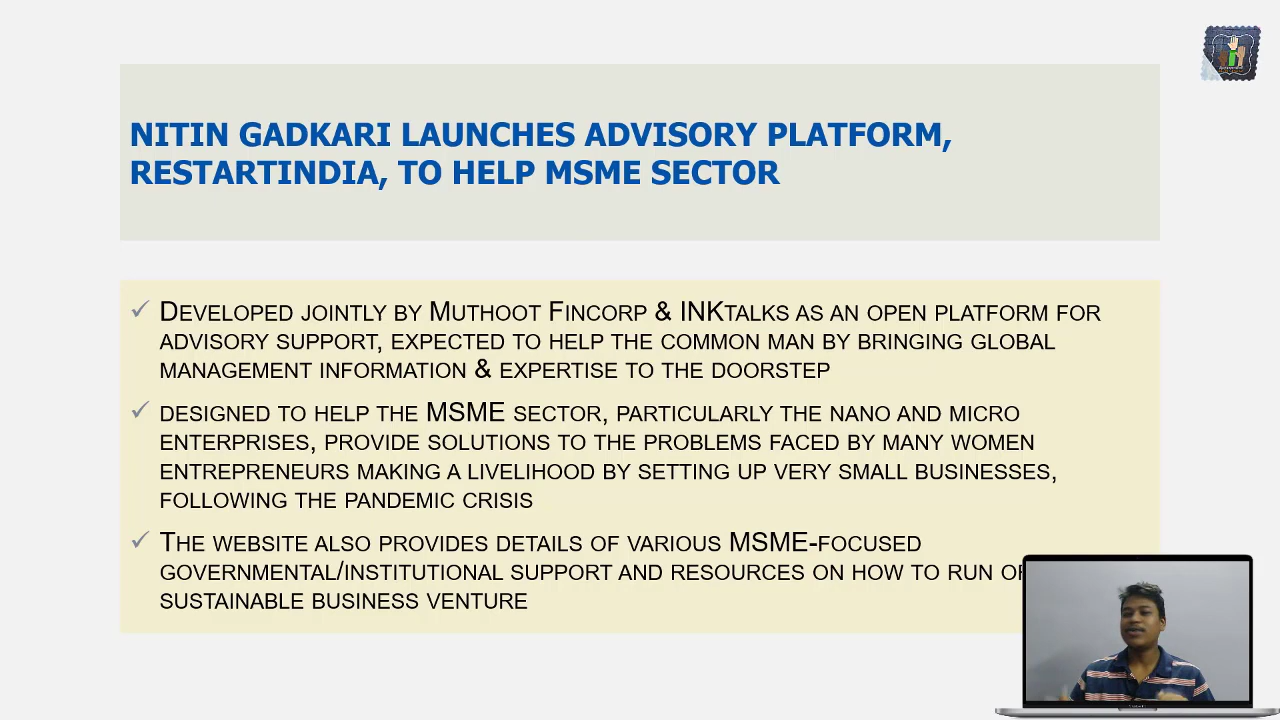 NITIN GADKARI LAUNCHES ADVISORY PLATFORM,
RESTARTINDIA, TO HELP MSME SECTOR
✓ DEVELOPED JOINTLY BY MUTHOOT FINCORP & INKTALKS AS AN OPEN PLATFORM FOR
ADVISORY SUPPORT, EXPECTED TO HELP THE COMMON MAN BY BRINGING GLOBAL
MANAGEMENT INFORMATION & EXPERTISE TO THE DOORSTEP
✓ DESIGNED TO HELP THE MSME SECTOR, PARTICULARLY THE NANO AND MICRO
ENTERPRISES, PROVIDE SOLUTIONS TO THE PROBLEMS FACED BY MANY WOMEN
ENTREPRENEURS MAKING A LIVELIHOOD BY SETTING UP VERY SMALL BUSINESSES,
FOLLOWING THE PANDEMIC CRISIS
✓ THE WEBSITE ALSO PROVIDES DETAILS OF VARIOUS MSME-FOCUSED
GOVERNMENTAL/INSTITUTIONAL SUPPORT AND RESOURCES ON HOW TO RUN
SUSTAINABLE BUSINESS VENTURE